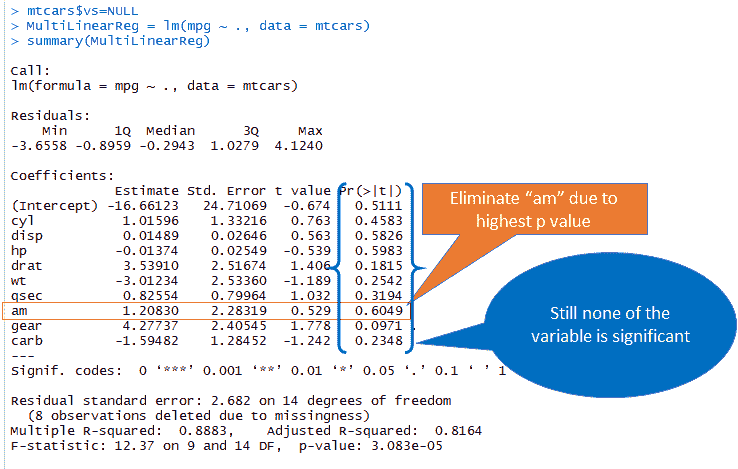 > mtcars$vs=NULL
> MultiLinearReg = lm(mpg ~ ., data = mtcars)
> summary(MultiLinearReg)
Call:
lm(formula = mpg ~ ., data = mtcars)
Residuals:
Min 1Q Median 3Q Max
-3.6558 -0.8959 -0.2943 1.0279 4.1240
Coefficients:
Estimate Std. Error t value Pr(>|t|)
(Intercept) -16.66123 24.71069 -0.674 0.5111
cyl 1.01596 1.33216 0.763 0.4583
disp 0.01489 0.02646 0.563 0.5826
hp -0.01374 0.02549 -0.539 0.5983
drat 3.53910 2.51674 1.406 0.1815
wt -3.01234 2.53360 -1.189 0.2542
qsec 0.82554 0.79964 1.032 0.3194
am 1.20830 2.28319 0.529 0.6049
gear 4.27737 2.40545 1.778 0.0971 .
carb -1.59482 1.28452 -1.242 0.2348
---
Signif. codes: 0 ‘***’ 0.001 ‘**’ 0.01 ‘*’ 0.05 ‘.’ 0.1 ‘ ’ 1
Residual standard error: 2.682 on 14 degrees of freedom
(8 observations deleted due to missingness)
Multiple R-squared: 0.8883, Adjusted R-squared: 0.8164
F-statistic: 12.37 on 9 and 14 DF, p-value: 3.083e-05
Eliminate “am” due to
highest p value
Still none of the
variable is significant